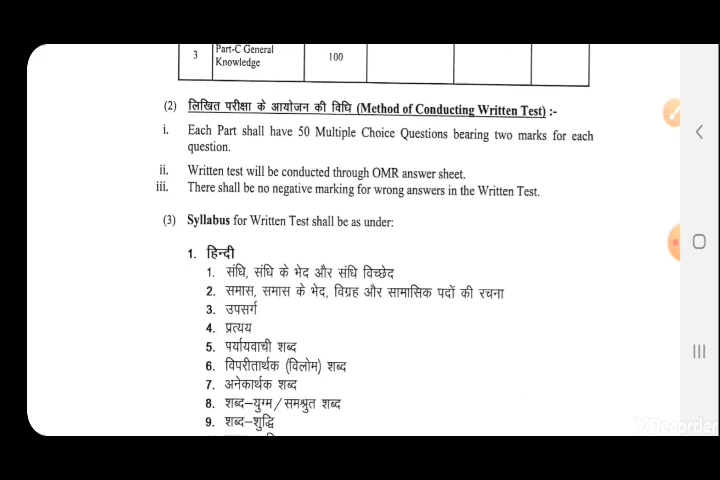 3 Part-C General Knowledge 100
(2) लिखित परीक्षा के आयोजन की विधि (Method of Conducting Written Test) :-
i. Each Part shall have 50 Multiple Choice Questions bearing two marks for each
question.
ii. Written test will be conducted through OMR answer sheet.
iii. There shall be no negative marking for wrong answers in the Written Test.
(3) Syllabus for Written Test shall be as under:
1. हिन्दी
1. संधि, संधि के भेद और संधि विच्छेद
2. समास, समास के भेद, विग्रह और सामासिक पदों की रचना
3. उपसर्ग
4. प्रत्यय
5. पर्यायवाची शब्द
6. विपरीतार्थक (विलोम) शब्द
7. अनेकार्थक शब्द
8. शब्द–युग्म / समश्रुत शब्द
9. शब्द–शुद्धि
XRecorder